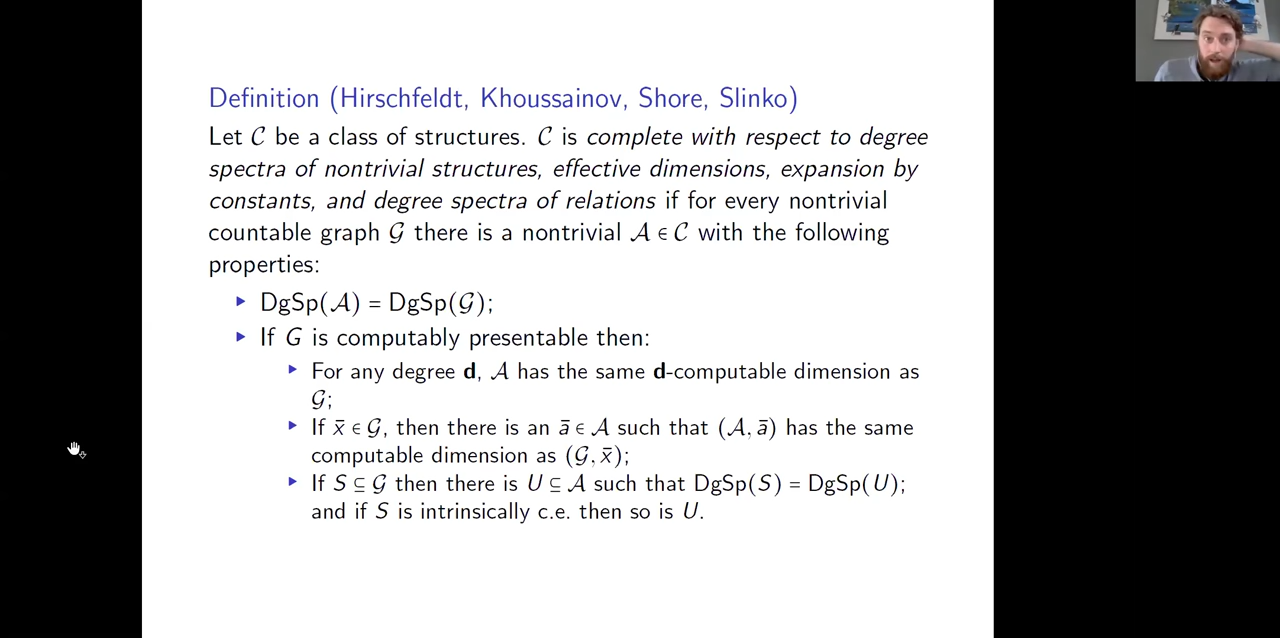 Definition (Hirschfeldt, Khoussainov, Shore, Slinko)
Let 𝒞 be a class of structures. 𝒞 is complete with respect to degree
spectra of nontrivial structures, effective dimensions, expansion by
constants, and degree spectra of relations if for every nontrivial
countable graph 𝒢 there is a nontrivial 𝒜 ∈ 𝒞 with the following
properties:
▸ DgSp(𝒜) = DgSp(𝒢);
▸ If G is computably presentable then:
▸ For any degree d, 𝒜 has the same d-computable dimension as
𝒢;
▸ If x̄ ∈ 𝒢, then there is an ā ∈ 𝒜 such that (𝒜, ā) has the same
computable dimension as (𝒢, x̄);
▸ If S ⊆ 𝒢 then there is U ⊆ 𝒜 such that DgSp(S) = DgSp(U);
and if S is intrinsically c.e. then so is U.